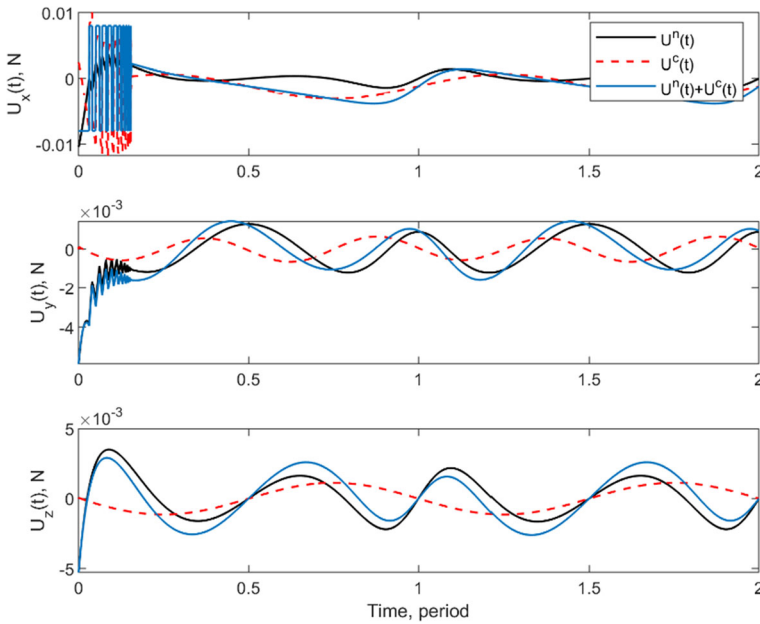 0.01
0
-0.01
U_x(t), N
U^n(t)
U^c(t)
U^n(t)+U^c(t)
0 0.5 1 1.5 2
×10^-3
0
-2
-4
U_y(t), N
0 0.5 1 1.5 2
×10^-3
5
0
-5
U_z(t), N
0 0.5 1 1.5 2
Time, period